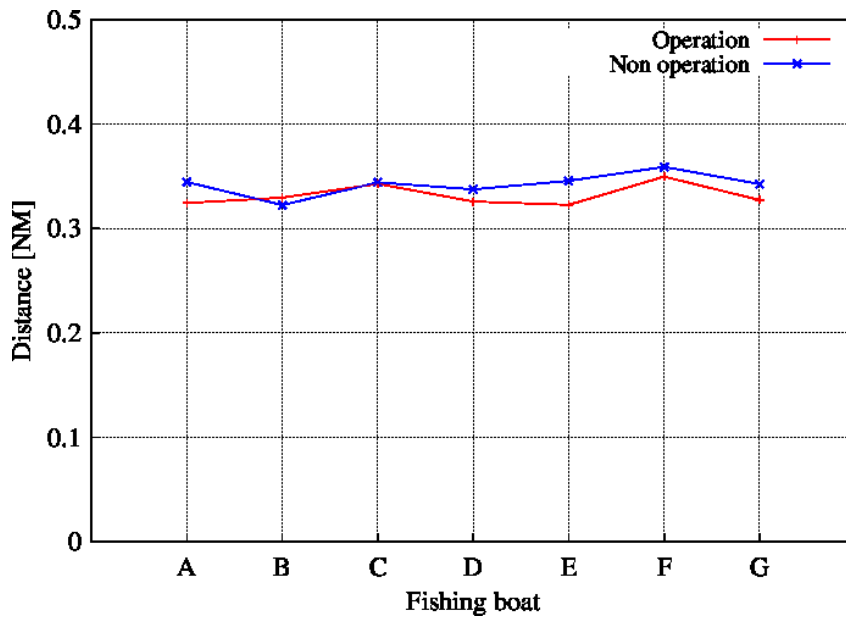 0.5
Operation
Non operation
0.4
0.3
0.2
0.1
0
Distance [NM]
A B C D E F G
Fishing boat